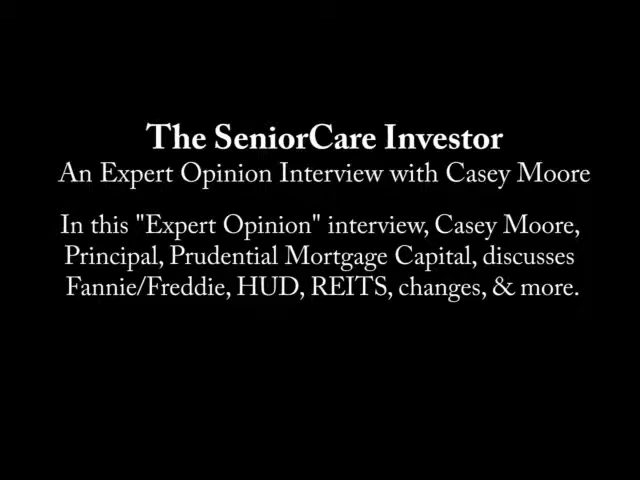 The SeniorCare Investor
An Expert Opinion Interview with Casey Moore
In this "Expert Opinion" interview, Casey Moore,
Principal, Prudential Mortgage Capital, discusses
Fannie/Freddie, HUD, REITS, changes, & more.